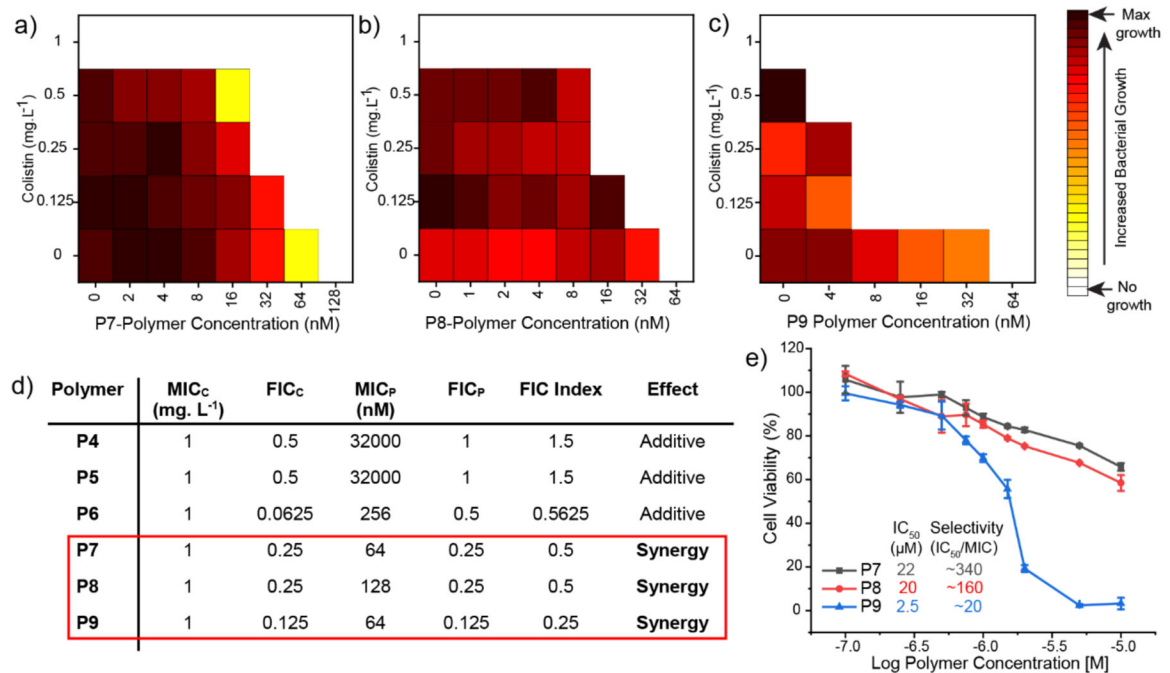 a)
Colistin (mg.L-1)
1
0.5
0.25
0.125
0
0 2 4 8 16 32 64 128
P7-Polymer Concentration (nM)
b)
Colistin (mg.L-1)
1
0.5
0.25
0.125
0
0 1 2 4 8 16 32 64
P8-Polymer Concentration (nM)
c)
Colistin (mg.L-1)
1
0.5
0.25
0.125
0
0 4 8 16 32 64
P9 Polymer Concentration (nM)
Max
growth
Increased Bacterial Growth
No
growth
d)
Polymer MICC (mg. L-1) FICC MICP (nM) FICP FIC Index Effect
P4 1 0.5 32000 1 1.5 Additive
P5 1 0.5 32000 1 1.5 Additive
P6 1 0.0625 256 0.5 0.5625 Additive
P7 1 0.25 64 0.25 0.5 Synergy
P8 1 0.25 128 0.25 0.5 Synergy
P9 1 0.125 64 0.125 0.25 Synergy
e)
Cell Viability (%)
120
100
80
60
40
20
0
IC50 Selectivity
(µM) (IC50/MIC)
P7 22 ~340
P8 20 ~160
P9 2.5 ~20
-7.0 -6.5 -6.0 -5.5 -5.0
Log Polymer Concentration [M]